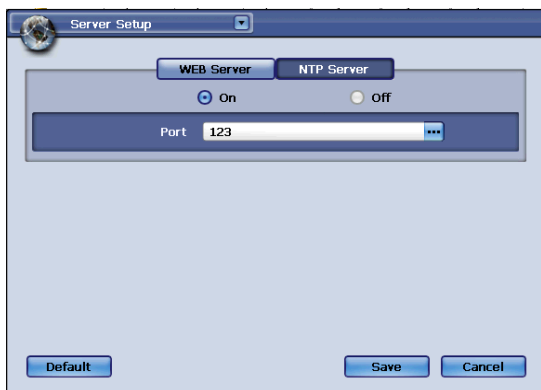 Server Setup
WEB Server NTP Server
On Off
Port 123 ...
Default Save Cancel